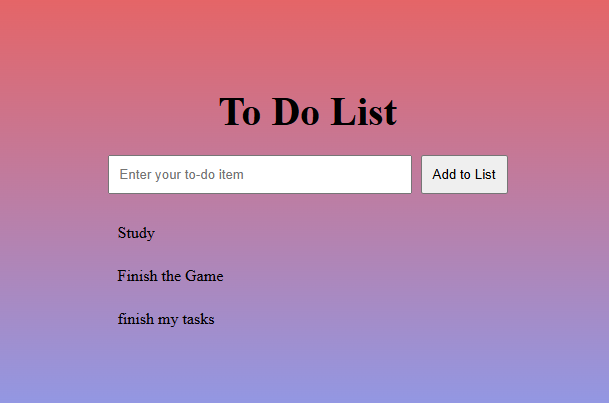 To Do List
Enter your to-do item
Add to List
Study
Finish the Game
finish my tasks